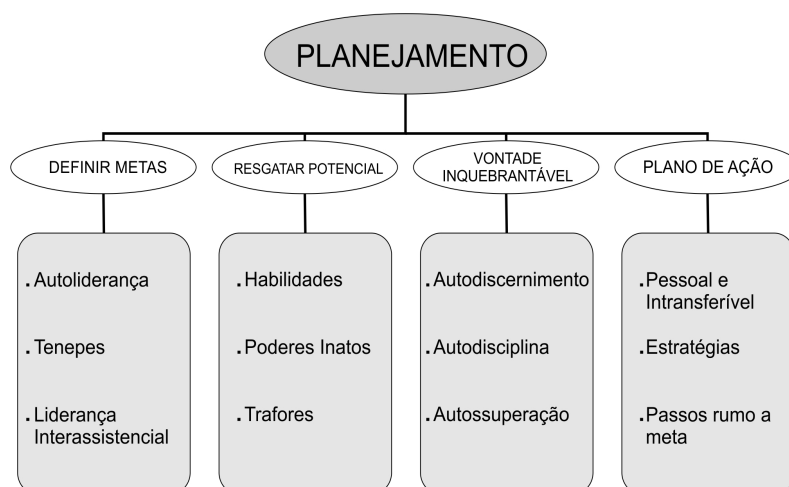 PLANEJAMENTO
DEFINIR METAS
RESGATAR POTENCIAL
VONTADE
INQUEBRANTÁVEL
PLANO DE AÇÃO
. Autoliderança
. Tenepes
. Liderança
Interassistencial
. Habilidades
. Poderes Inatos
. Trafores
. Autodiscernimento
. Autodisciplina
. Autossuperação
. Pessoal e
Intransferível
. Estratégias
. Passos rumo a
meta